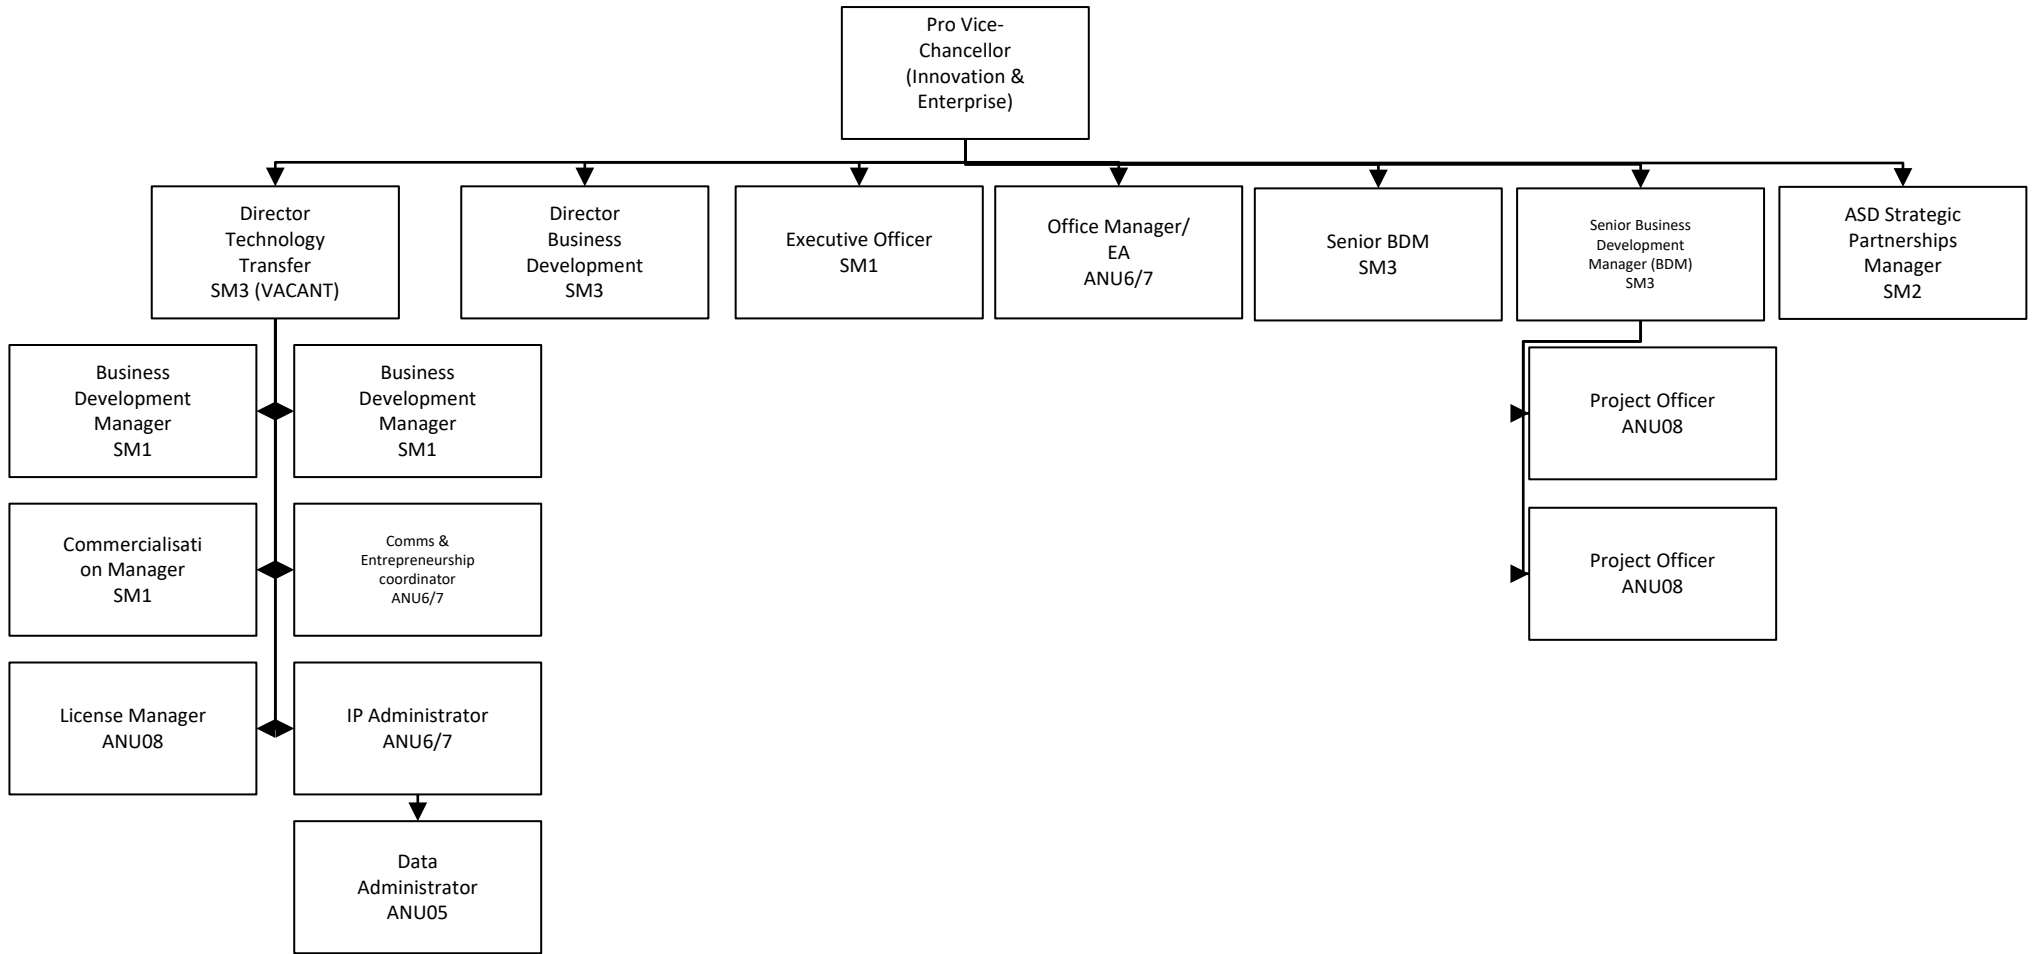 Pro Vice-
Chancellor
(Innovation &
Enterprise)
Director
Technology
Transfer
SM3 (VACANT)
Director
Business
Development
SM3
Executive Officer
SM1
Office Manager/
EA
ANU6/7
Senior BDM
SM3
Senior Business
Development
Manager (BDM)
SM3
ASD Strategic
Partnerships
Manager
SM2
Business
Development
Manager
SM1
Business
Development
Manager
SM1
Project Officer
ANU08
Commercialisati
on Manager
SM1
Comms &
Entrepreneurship
coordinator
ANU6/7
Project Officer
ANU08
License Manager
ANU08
IP Administrator
ANU6/7
Data
Administrator
ANU05